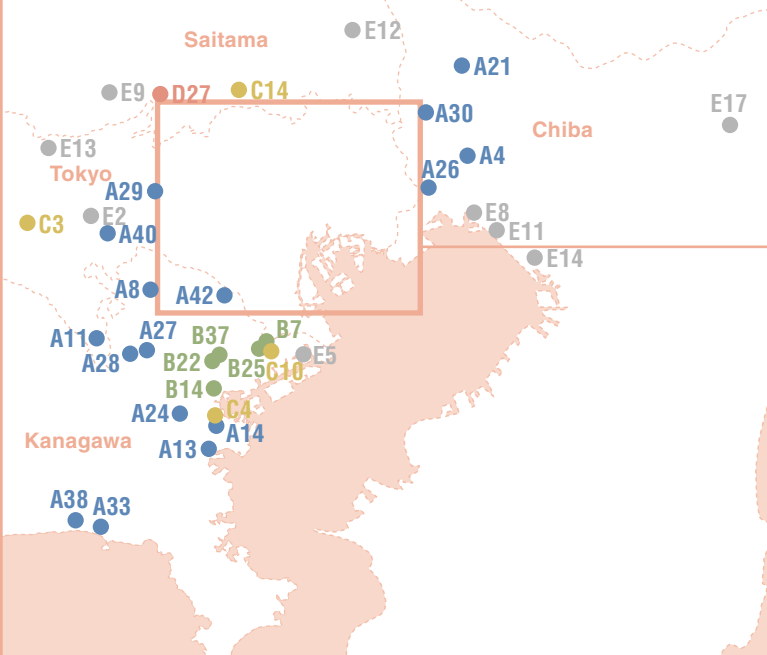 E12
Saitama
A21
E9
D27
C14
E17
A30
Chiba
E13
A4
Tokyo
A26
A29
E2
C3
E8
A40
E11
E14
A8
A42
A11
A27
B37
B7
A28
B22
B25
C10
E5
B14
A24
C4
A14
Kanagawa
A13
A38
A33